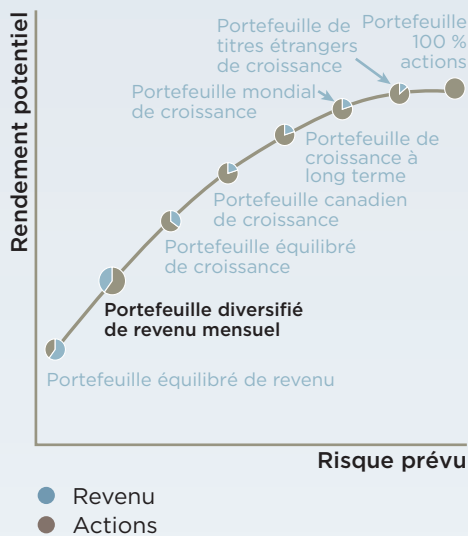 Rendement potentiel
Portefeuille
100 %
actions
Portefeuille de
titres étrangers
de croissance
Portefeuille mondial
de croissance
Portefeuille de
croissance à
long terme
Portefeuille canadien
de croissance
Portefeuille équilibré
de croissance
Portefeuille diversifié
de revenu mensuel
Portefeuille équilibré de revenu
Risque prévu
Revenu
Actions